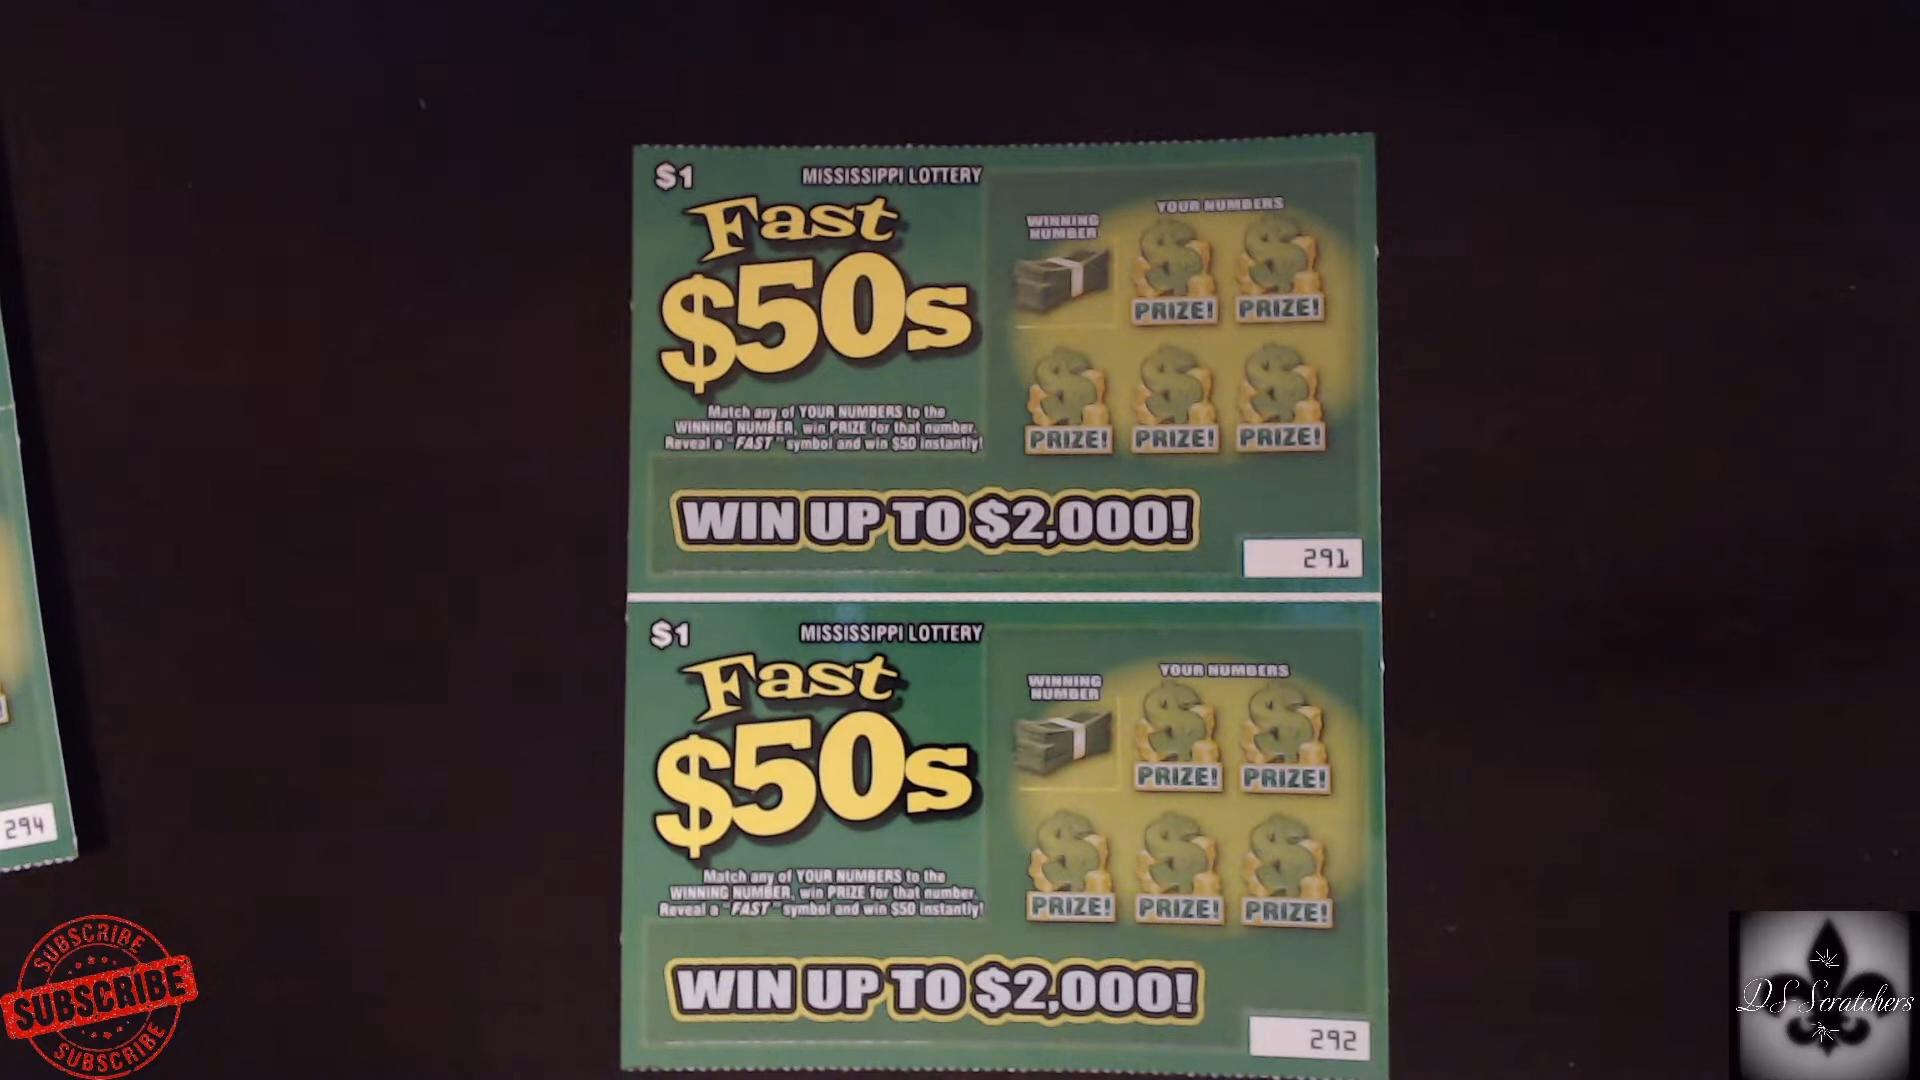 $1
MISSISSIPPI LOTTERY
Fast
$50s
Match any of YOUR NUMBERS to the
WINNING NUMBER, win PRIZE for that number.
Reveal a "FAST" symbol and win $50 instantly!
WINNING
NUMBER
YOUR NUMBERS
PRIZE! PRIZE!
PRIZE! PRIZE! PRIZE!
WIN UP TO $2,000!
291
$1
MISSISSIPPI LOTTERY
Fast
$50s
Match any of YOUR NUMBERS to the
WINNING NUMBER, win PRIZE for that number.
Reveal a "FAST" symbol and win $50 instantly!
WINNING
NUMBER
YOUR NUMBERS
PRIZE! PRIZE!
PRIZE! PRIZE! PRIZE!
WIN UP TO $2,000!
292
294
SUBSCRIBE
SUBSCRIBE
SUBSCRIBE
DS-Scratchers